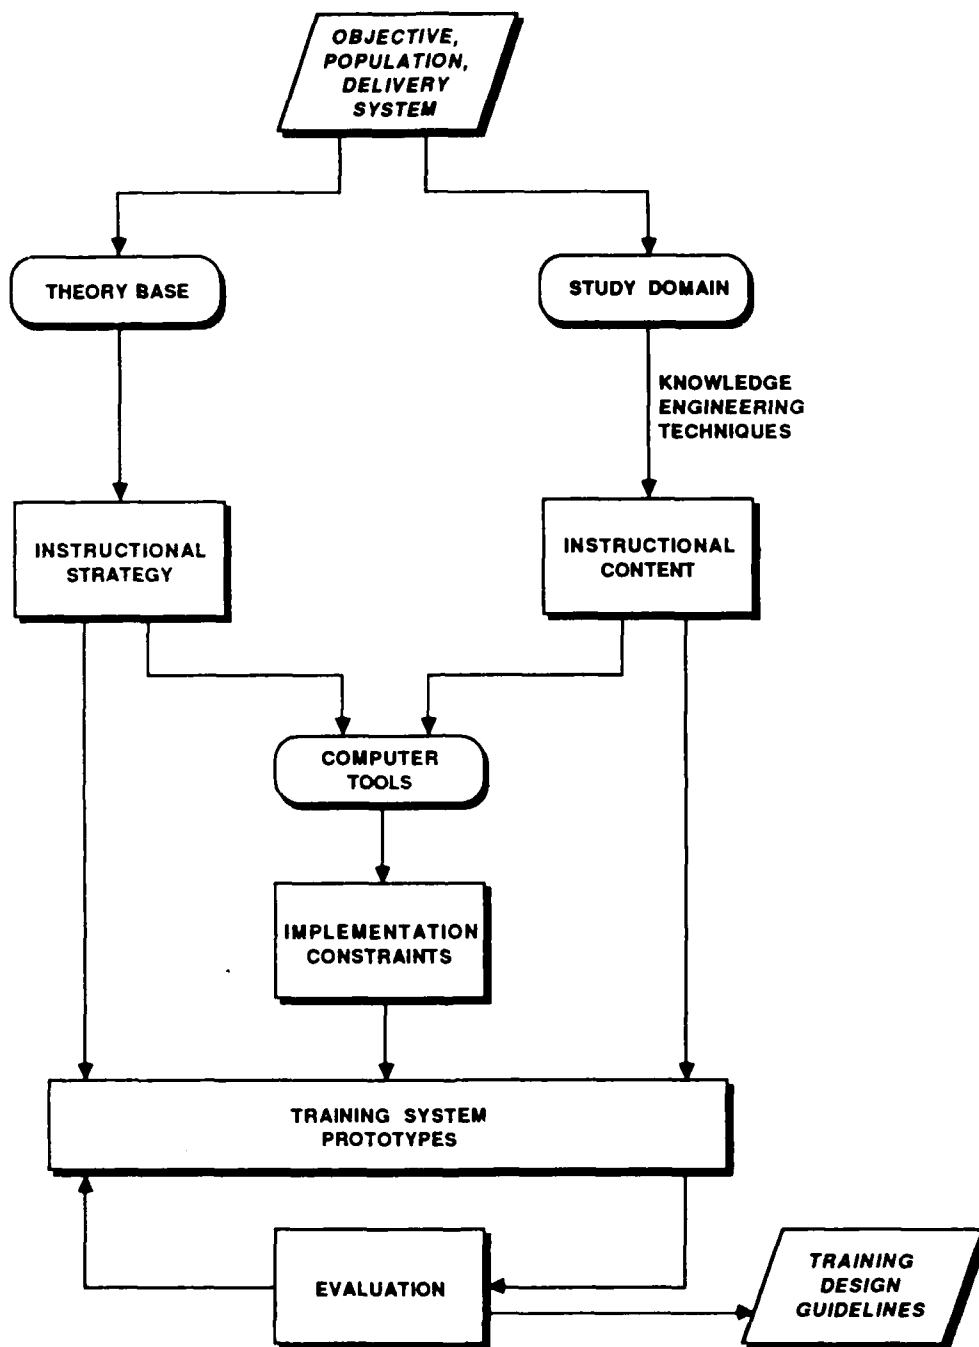 OBJECTIVE,
POPULATION,
DELIVERY
SYSTEM
THEORY BASE
STUDY DOMAIN
KNOWLEDGE
ENGINEERING
TECHNIQUES
INSTRUCTIONAL
STRATEGY
INSTRUCTIONAL
CONTENT
COMPUTER
TOOLS
IMPLEMENTATION
CONSTRAINTS
TRAINING SYSTEM
PROTOTYPES
EVALUATION
TRAINING
DESIGN
GUIDELINES